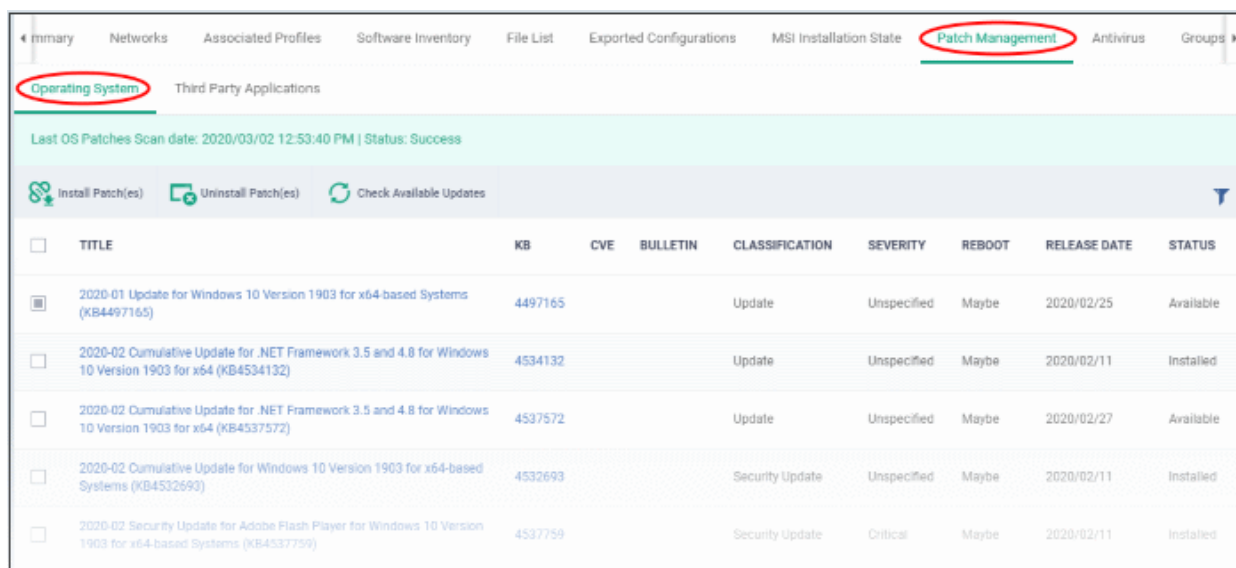 mmary Networks Associated Profiles Software Inventory File List Exported Configurations MSI Installation State Patch Management Antivirus Groups
Operating System Third Party Applications
Last OS Patches Scan date: 2020/03/02 12:53:40 PM | Status: Success
Install Patch(es) Uninstall Patch(es) Check Available Updates
TITLE KB CVE BULLETIN CLASSIFICATION SEVERITY REBOOT RELEASE DATE STATUS
2020-01 Update for Windows 10 Version 1903 for x64-based Systems
(KB4497165) 4497165 Update Unspecified Maybe 2020/02/25 Available
2020-02 Cumulative Update for .NET Framework 3.5 and 4.8 for Windows
10 Version 1903 for x64 (KB4534132) 4534132 Update Unspecified Maybe 2020/02/11 Installed
2020-02 Cumulative Update for .NET Framework 3.5 and 4.8 for Windows
10 Version 1903 for x64 (KB4537572) 4537572 Update Unspecified Maybe 2020/02/27 Available
2020-02 Cumulative Update for Windows 10 Version 1903 for x64-based
Systems (KB4532693) 4532693 Security Update Unspecified Maybe 2020/02/11 Installed
2020-02 Security Update for Adobe Flash Player for Windows 10 Version
1903 for x64-based Systems (KB4537759) 4537759 Security Update Critical Maybe 2020/02/11 Installed